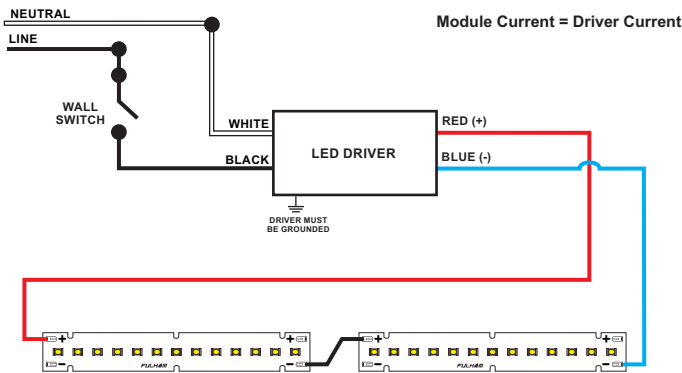 NEUTRAL
Module Current = Driver Current
LINE
WALL
SWITCH
WHITE
RED (+)
LED DRIVER
BLACK
BLUE (-)
DRIVER MUST
BE GROUNDED
+ +
+ +
- -
- -
FULHAM
FULHAM